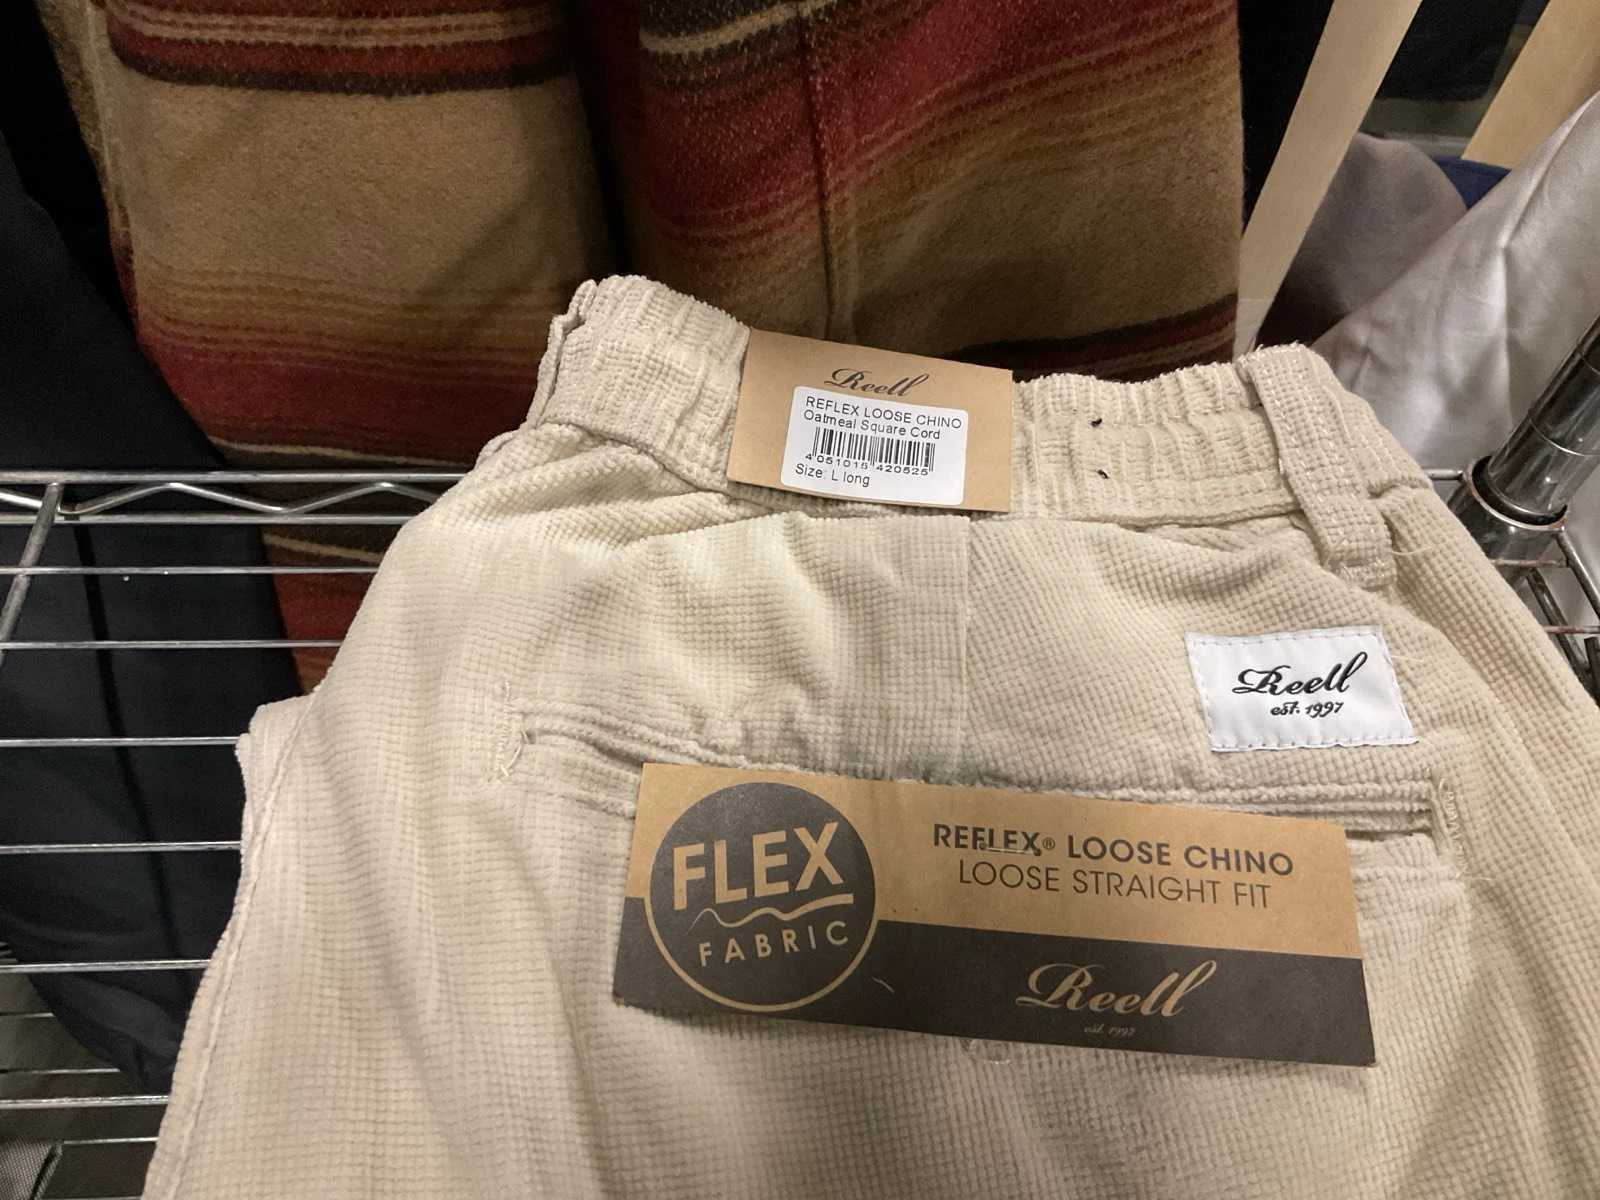 Reell
REFLEX LOOSE CHINO
Oatmeal Square Cord
4 051015 420525
Size: L long
Reell
est. 1997
FLEX
FABRIC
REFLEX® LOOSE CHINO
LOOSE STRAIGHT FIT
Reell
est. 1997